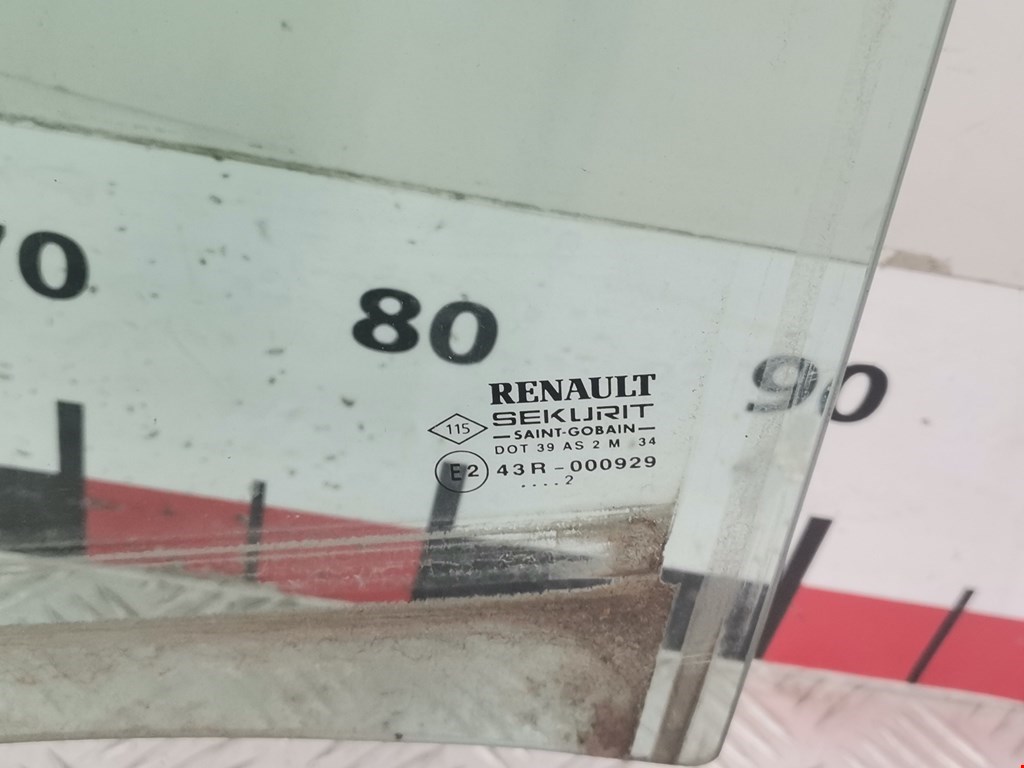 70
80
90
RENAULT
SEKURIT
115
—SAINT-GOBAIN—
DOT 39 AS 2 M 34
E2 43R-000929
....2